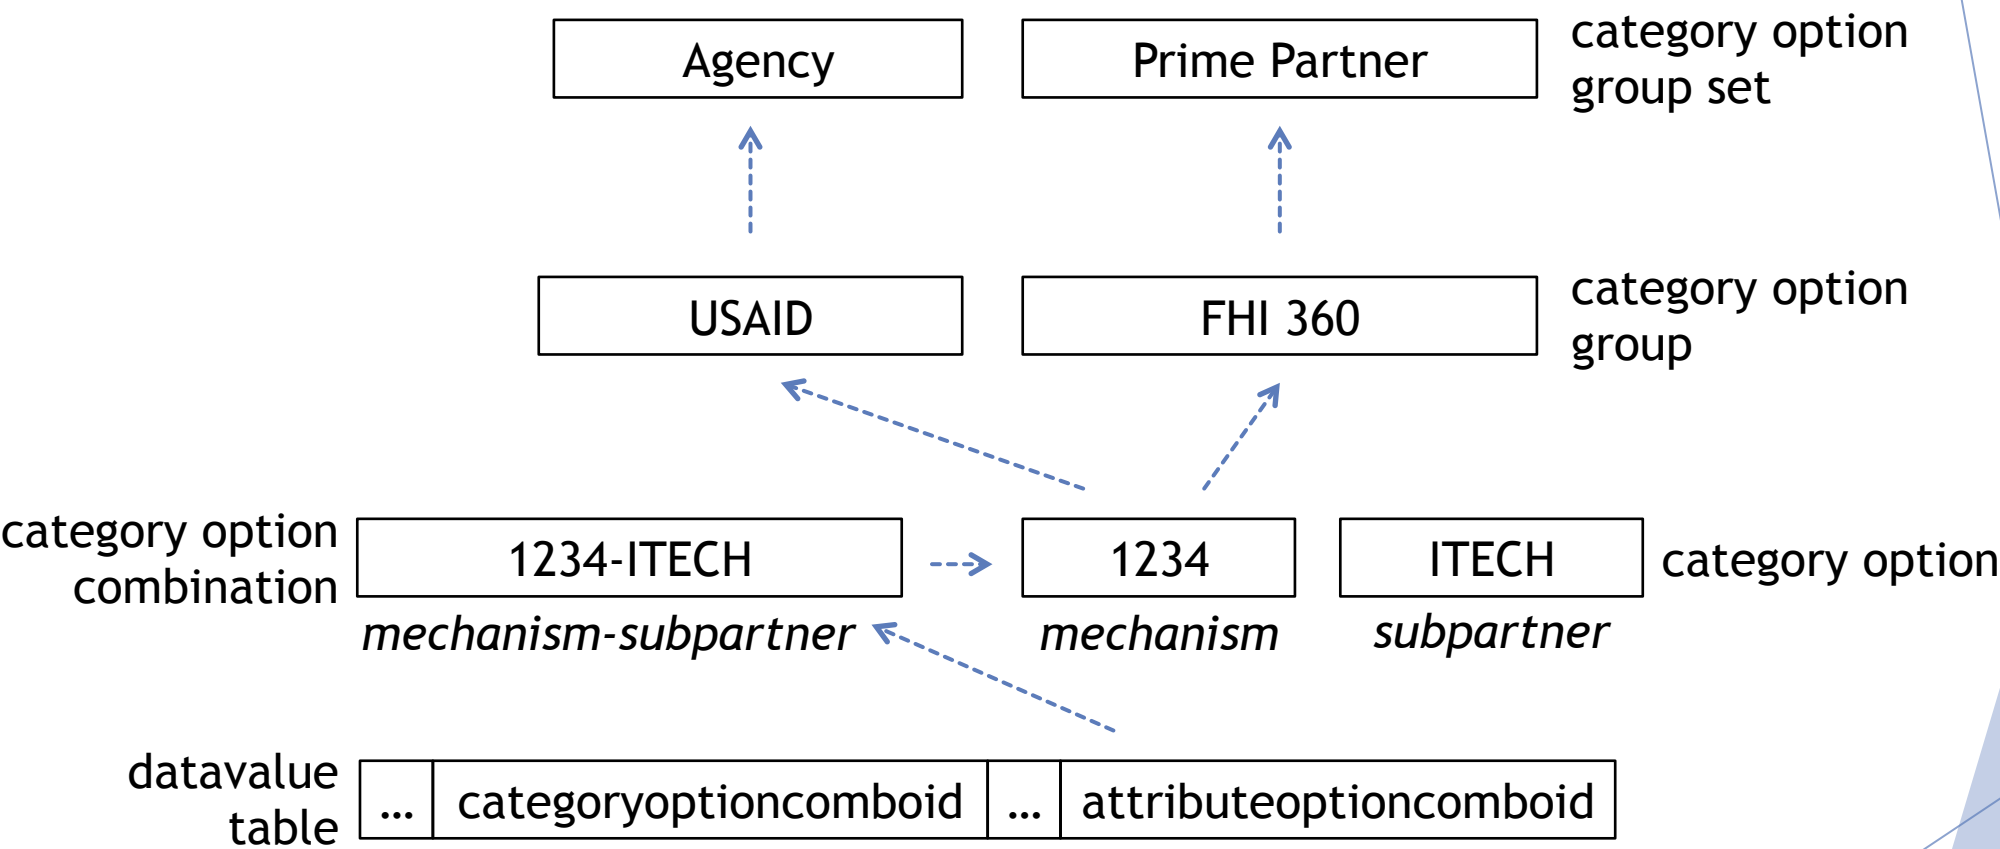 Agency
Prime Partner
category option
group set
USAID
FHI 360
category option
group
category option
combination
1234-ITECH
1234
ITECH
category option
mechanism-subpartner
mechanism
subpartner
datavalue
table
...
categoryoptioncomboid
...
attributeoptioncomboid